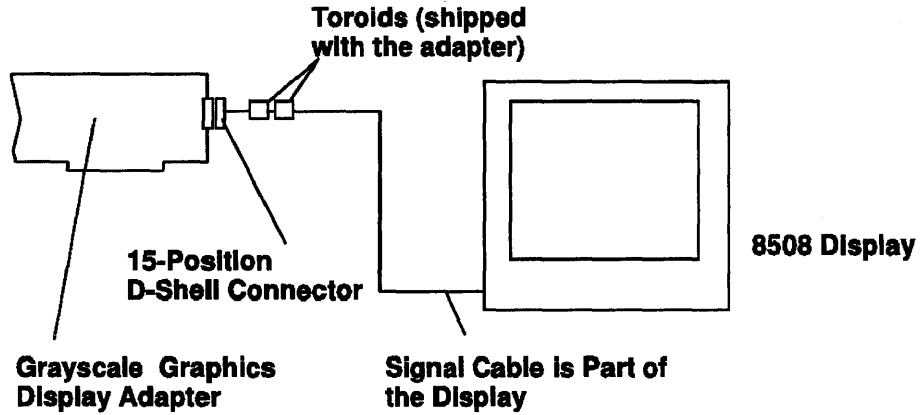 Toroids (shipped
with the adapter)
8508 Display
15-Position
D-Shell Connector
Grayscale Graphics
Display Adapter
Signal Cable is Part of
the Display